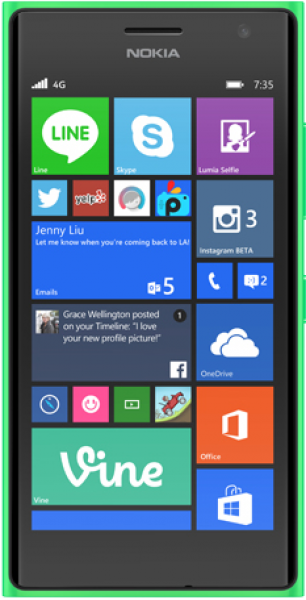 NOKIA
4G
7:35
LINE
Line
S
Skype
Lumia Selfie
yelp
p
3
Instagram BETA
Jenny Liu
Let me know when you're coming back to LA!
Emails
5
2
Grace Wellington posted
on your Timeline: "I love
your new profile picture!"
1
f
OneDrive
Office
Vine
Vine